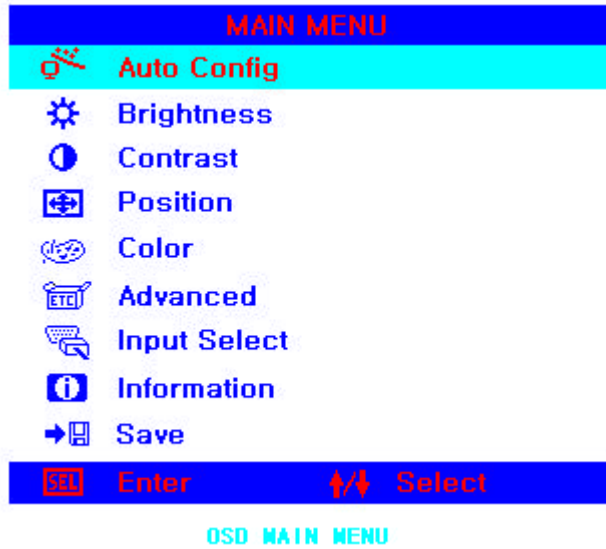 MAIN MENU
Auto Config
Brightness
Contrast
Position
Color
ETC Advanced
Input Select
i Information
Save
SEL Enter / Select
OSD MAIN MENU